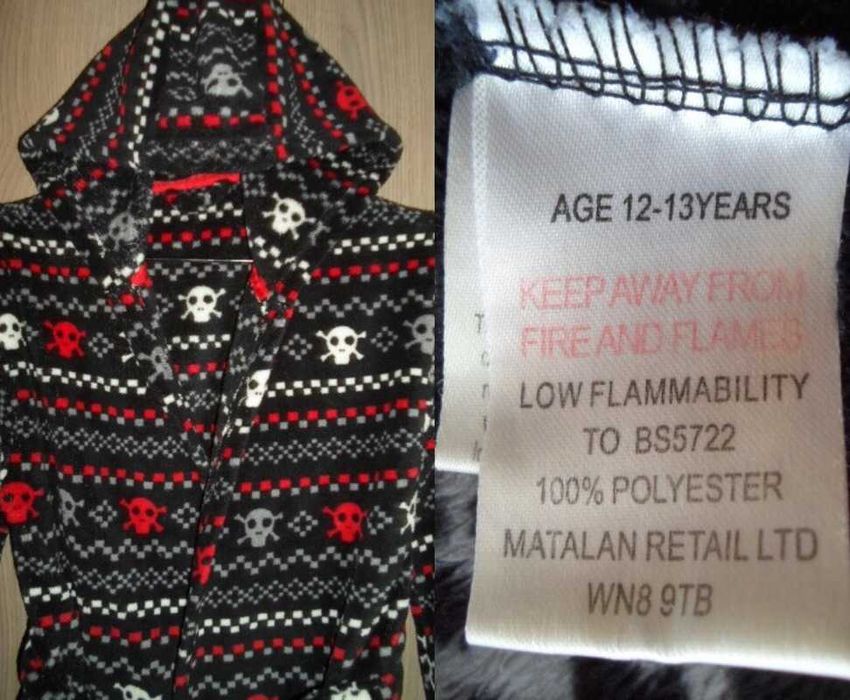 AGE 12-13YEARS
KEEP AWAY FROM
FIRE AND FLAMES
LOW FLAMMABILITY
TO BS5722
100% POLYESTER
MATALAN RETAIL LTD
WN8 9TB